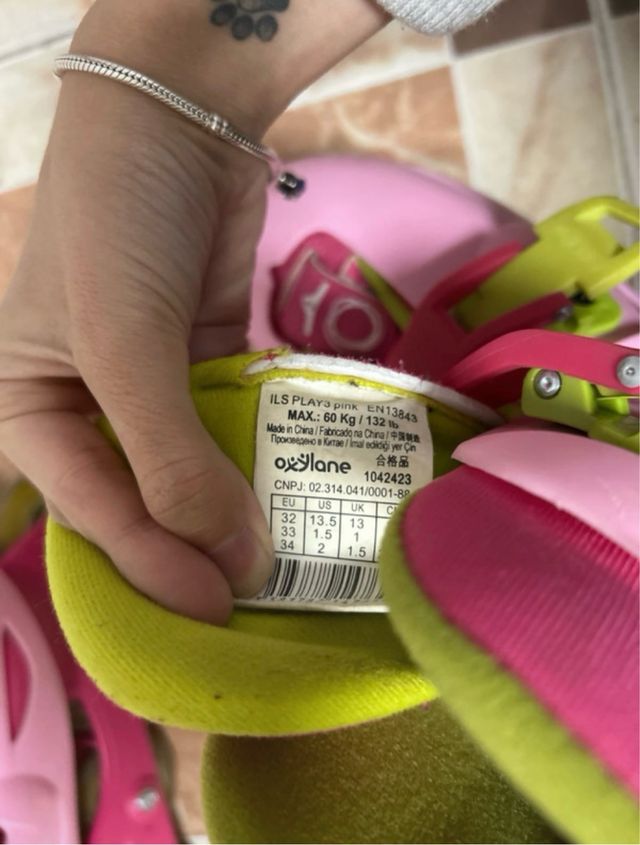 ILS PLAY3 pink EN13843
MAX.: 60 Kg / 132 lb
Made in China / Fabricado na China / 中国制造
Произведено в Китае / İmal edildiği yer Çin
oxylane 合格品
1042423
CNPJ: 02.314.041/0001-88
EU US UK
32 13.5 13
33 1.5 1
34 2 1.5